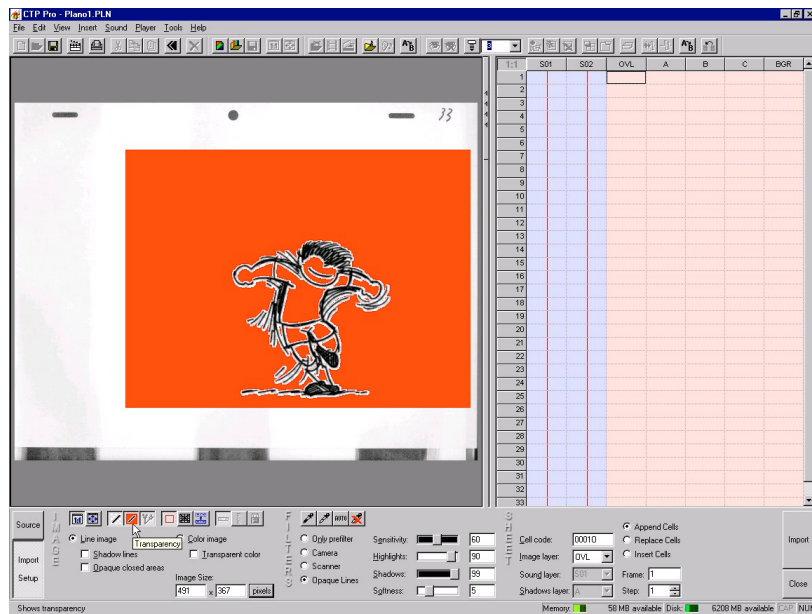 CTP Pro - Plano1.PLN
File Edit View Insert Sound Player Tools Help
3
33
1:1 S01 S02 OVL A B C BGR
1
2
3
4
5
6
7
8
9
10
11
12
13
14
15
16
17
18
19
20
21
22
23
24
25
26
27
28
29
30
31
32
33
Source
Import
Setup
IMAGE
Line image
Color image
Transparency
Shadow lines
Transparent color
Opaque closed areas
Image Size:
491 x 367 pixels
FILTERS
AUTO
Only prefilter
Camera
Scanner
Opaque Lines
Sensitivity: 60
Highlights: 90
Shadows: 99
Softness: 5
SHEET
Cell code: 00010
Image layer: OVL
Sound layer: S01
Shadows layer: A
Append Cells
Replace Cells
Insert Cells
Frame: 1
Step: 1
Import
Close
Shows transparency
Memory: 58 MB available Disk: 6208 MB available CAP NUM